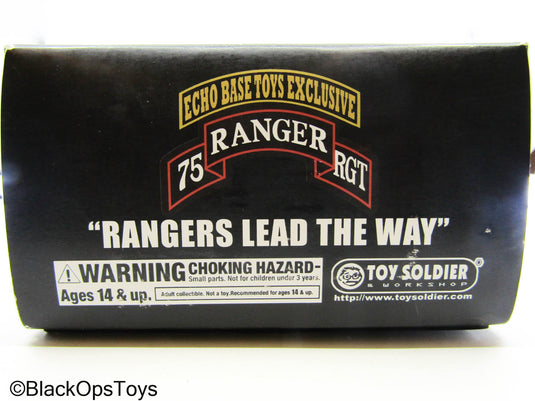 ECHO BASE TOYS EXCLUSIVE
75 RANGER RGT
"RANGERS LEAD THE WAY"
WARNING CHOKING HAZARD-
Small parts. Not for children under 3 years.
Ages 14 & up.
Adult collectible. Not a toy.Recommended for ages 14 & up.
TOY SOLDIER®
& WORKSHOP
http://www.toysoldier.com
©BlackOpsToys